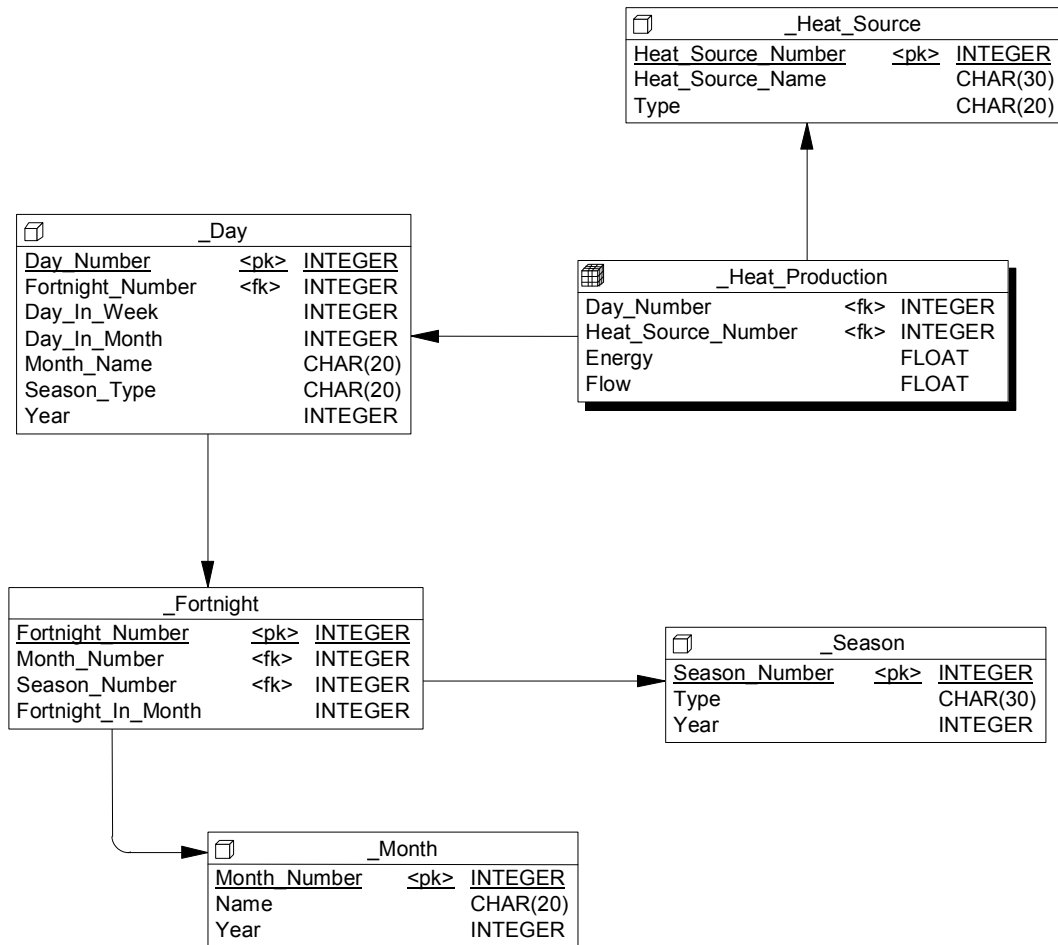 _Heat_Source
Heat_Source_Number <pk> INTEGER
Heat_Source_Name CHAR(30)
Type CHAR(20)
_Day
Day_Number <pk> INTEGER
Fortnight_Number <fk> INTEGER
Day_In_Week INTEGER
Day_In_Month INTEGER
Month_Name CHAR(20)
Season_Type CHAR(20)
Year INTEGER
_Heat_Production
Day_Number <fk> INTEGER
Heat_Source_Number <fk> INTEGER
Energy FLOAT
Flow FLOAT
_Fortnight
Fortnight_Number <pk> INTEGER
Month_Number <fk> INTEGER
Season_Number <fk> INTEGER
Fortnight_In_Month INTEGER
_Season
Season_Number <pk> INTEGER
Type CHAR(30)
Year INTEGER
_Month
Month_Number <pk> INTEGER
Name CHAR(20)
Year INTEGER